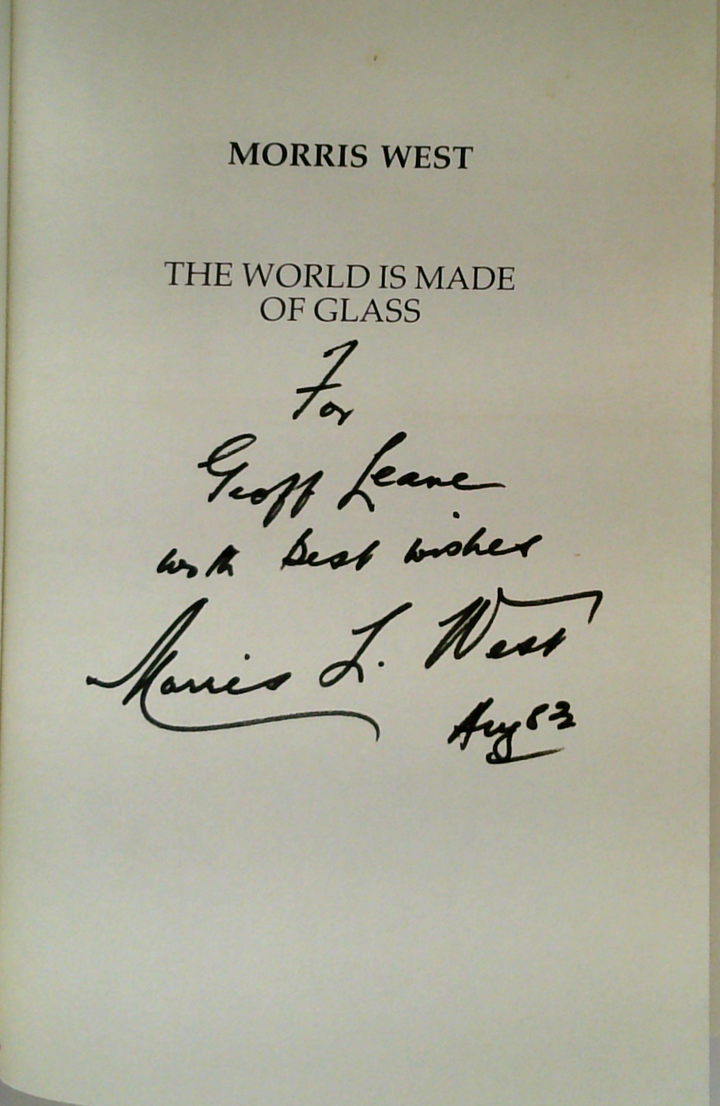 MORRIS WEST
THE WORLD IS MADE
OF GLASS
For
Geoff Leane
with Best wishes
Morris L. West
Aug 83